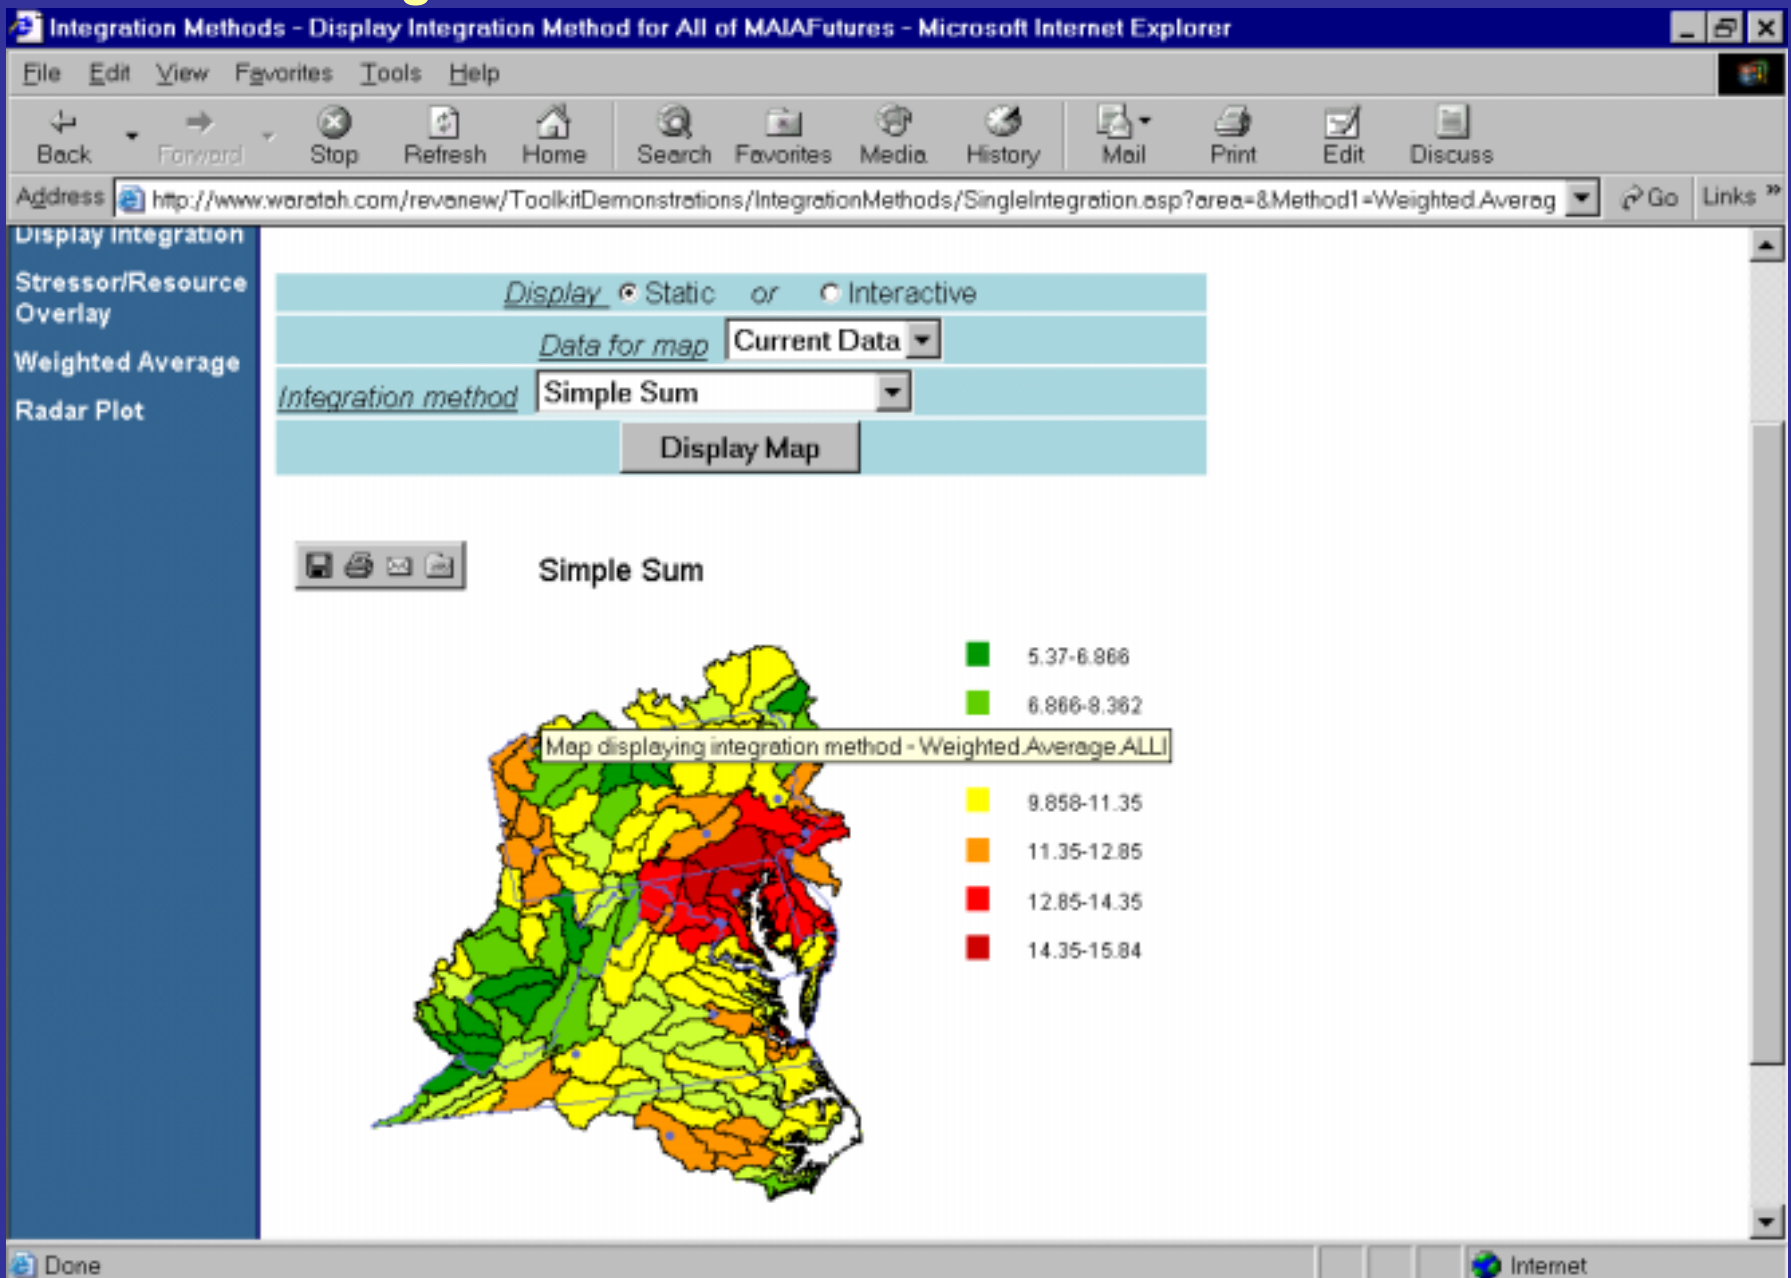 Integration Methods - Display Integration Method for All of MAIAFutures - Microsoft Internet Explorer
File Edit View Favorites Tools Help
Back Forward Stop Refresh Home Search Favorites Media History Mail Print Edit Discuss
Address http://www.waratah.com/revanew/ToolkitDemonstrations/IntegrationMethods/SingleIntegration.asp?area=&Method1=Weighted.Averag Go Links »
Display Integration
Stressor/Resource
Overlay
Weighted Average
Radar Plot
Display Static or Interactive
Data for map Current Data
Integration method Simple Sum
Display Map
Simple Sum
5.37-6.866
6.866-8.362
Map displaying integration method - Weighted.Average.ALLI
9.858-11.35
11.35-12.85
12.85-14.35
14.35-15.84
Done Internet